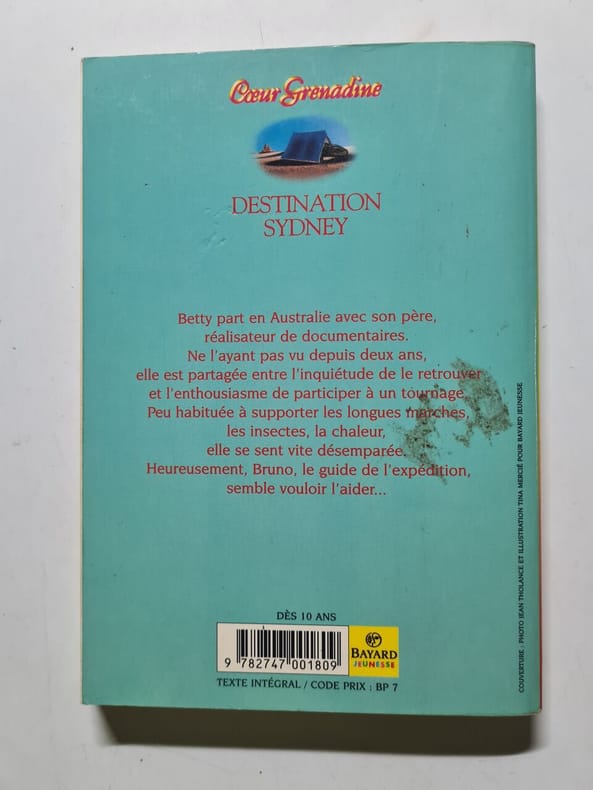 Cœur Grenadine
DESTINATION
SYDNEY
Betty part en Australie avec son père,
réalisateur de documentaires.
Ne l'ayant pas vu depuis deux ans,
elle est partagée entre l'inquiétude de le retrouver
et l'enthousiasme de participer à un tournage.
Peu habituée à supporter les longues marches,
les insectes, la chaleur,
elle se sent vite désemparée.
Heureusement, Bruno, le guide de l'expédition,
semble vouloir l'aider...
COUVERTURE : PHOTO JEAN THOLANCE ET ILLUSTRATION TINA MERCIÉ POUR BAYARD JEUNESSE
DÈS 10 ANS
9 782747 001809
BAYARD
JEUNESSE
TEXTE INTÉGRAL / CODE PRIX : BP 7